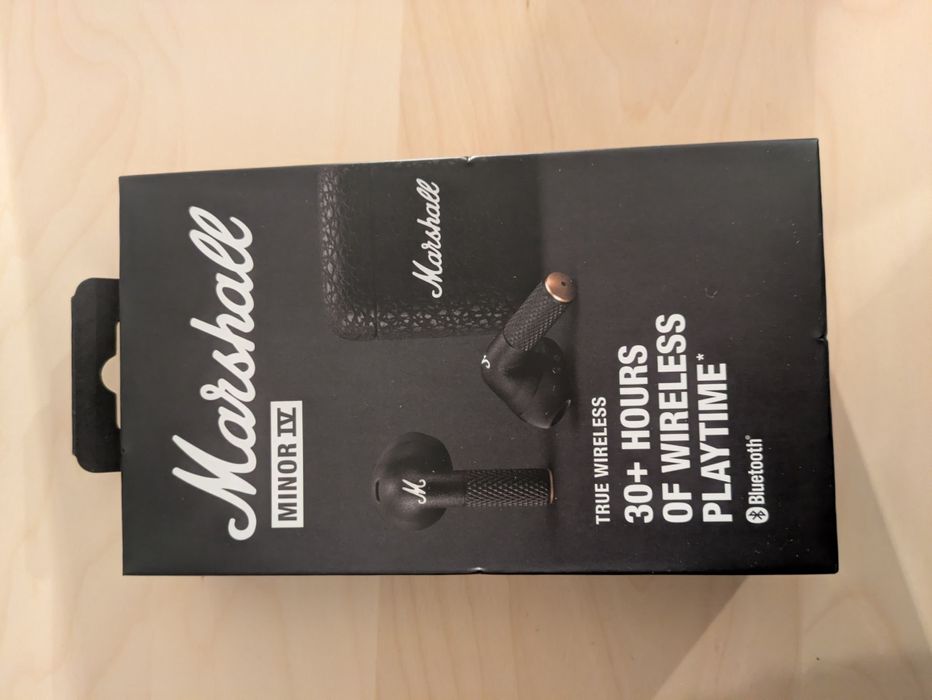 Marshall
MINOR IV
Marshall
M
TRUE WIRELESS
30+ HOURS
OF WIRELESS
PLAYTIME*
Bluetooth®